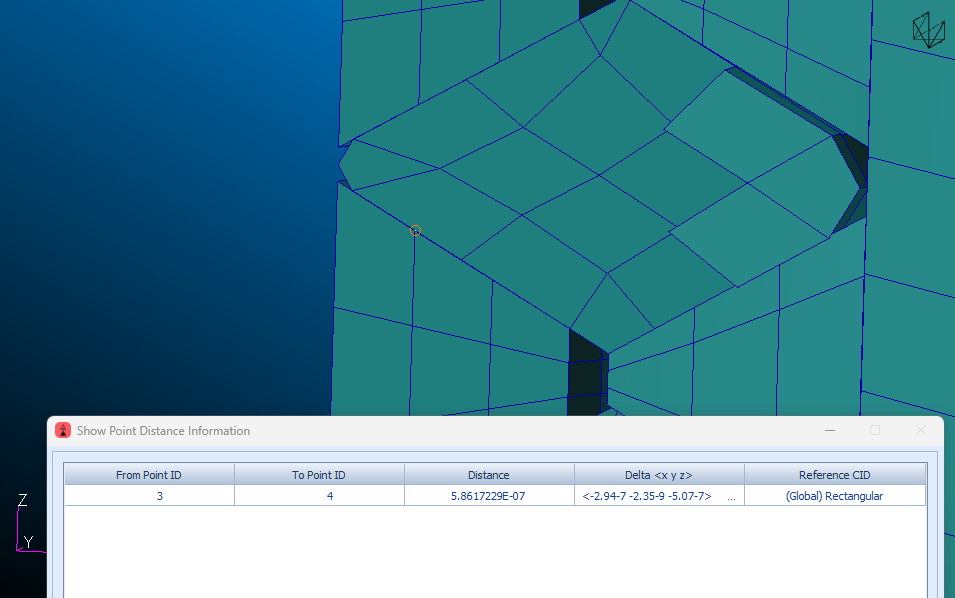 Show Point Distance Information
From Point ID To Point ID Distance Delta <x y z> Reference CID
3 4 5.8617229E-07 <-2.94-7 -2.35-9 -5.07-7> ... (Global) Rectangular
Z
Y